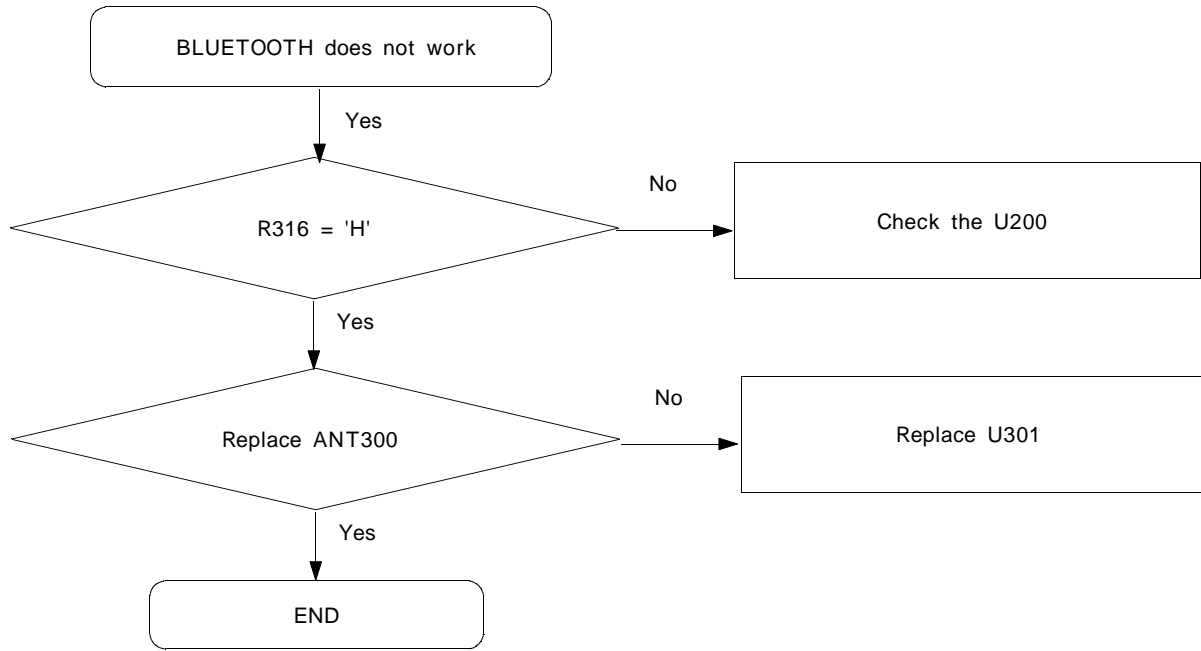 BLUETOOTH does not work
Yes
R316 = 'H'
No
Check the U200
Yes
Replace ANT300
No
Replace U301
Yes
END